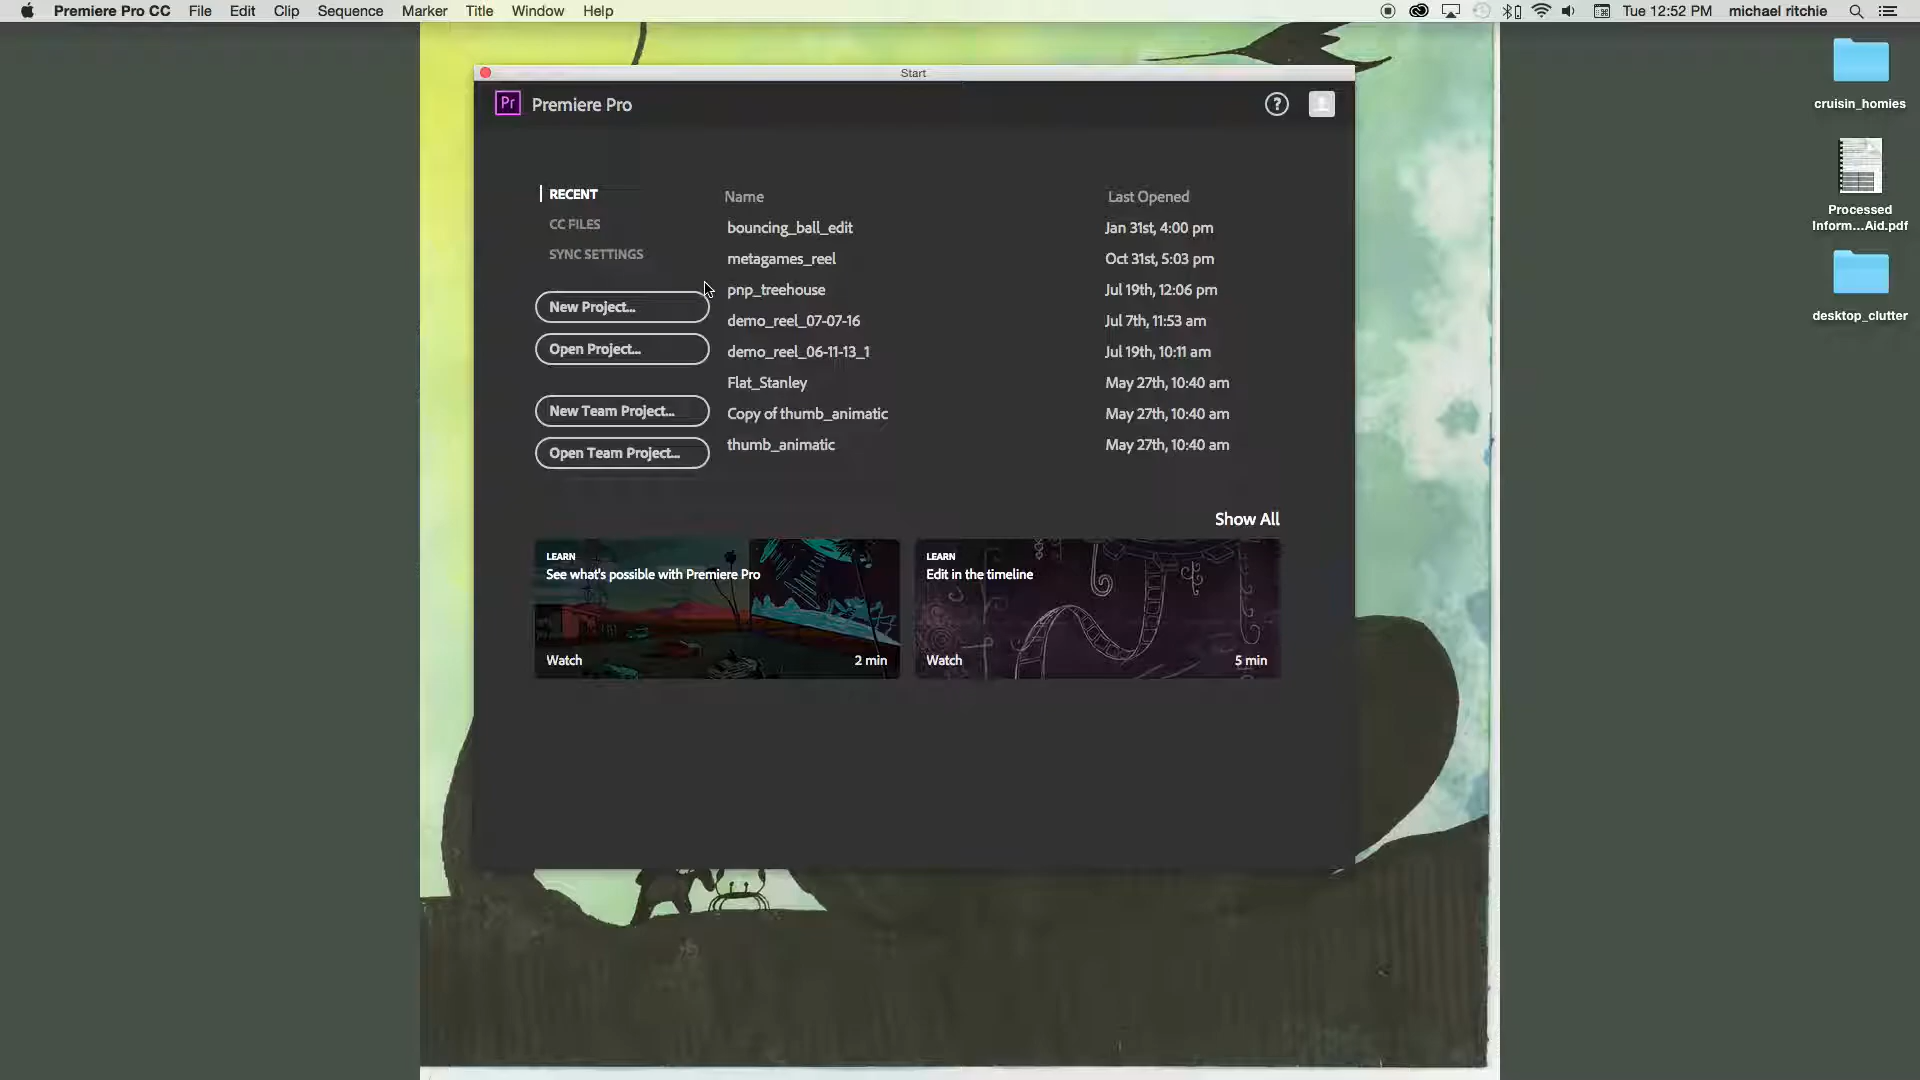 Premiere Pro CC File Edit Clip Sequence Marker Title Window Help Tue 12:52 PM michael ritchie
Start
Pr Premiere Pro ?
cruisin_homies
Processed
Inform...Aid.pdf
desktop_clutter
RECENT
CC FILES
SYNC SETTINGS
New Project...
Open Project...
New Team Project...
Open Team Project...
Name Last Opened
bouncing_ball_edit Jan 31st, 4:00 pm
metagames_reel Oct 31st, 5:03 pm
pnp_treehouse Jul 19th, 12:06 pm
demo_reel_07-07-16 Jul 7th, 11:53 am
demo_reel_06-11-13_1 Jul 19th, 10:11 am
Flat_Stanley May 27th, 10:40 am
Copy of thumb_animatic May 27th, 10:40 am
thumb_animatic May 27th, 10:40 am
Show All
LEARN
See what's possible with Premiere Pro
Watch 2 min
LEARN
Edit in the timeline
Watch 5 min